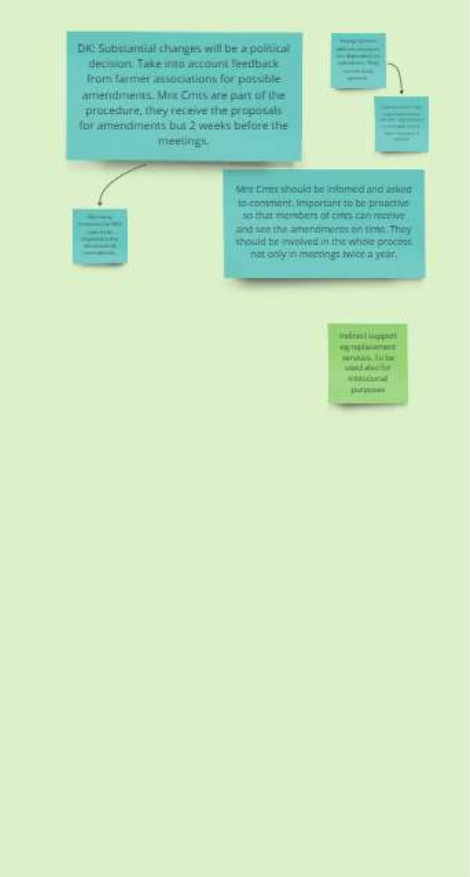 DK: Substantial changes will be a political
decision. Take into account feedback
from farmer associations for possible
amendments. Mnt Cmts are part of the
procedure, they receive the proposals
for amendments but 2 weeks before the
meetings.
Mnt Cmts should be infomed and asked
to comment. Important to be proactive
so that members of cmts can receive
and see the amendments on time. They
should be involved in the whole process
not only in meetings twice a year.
Indirect support
eg replacement
services. To be
used also for
institutional
purposes